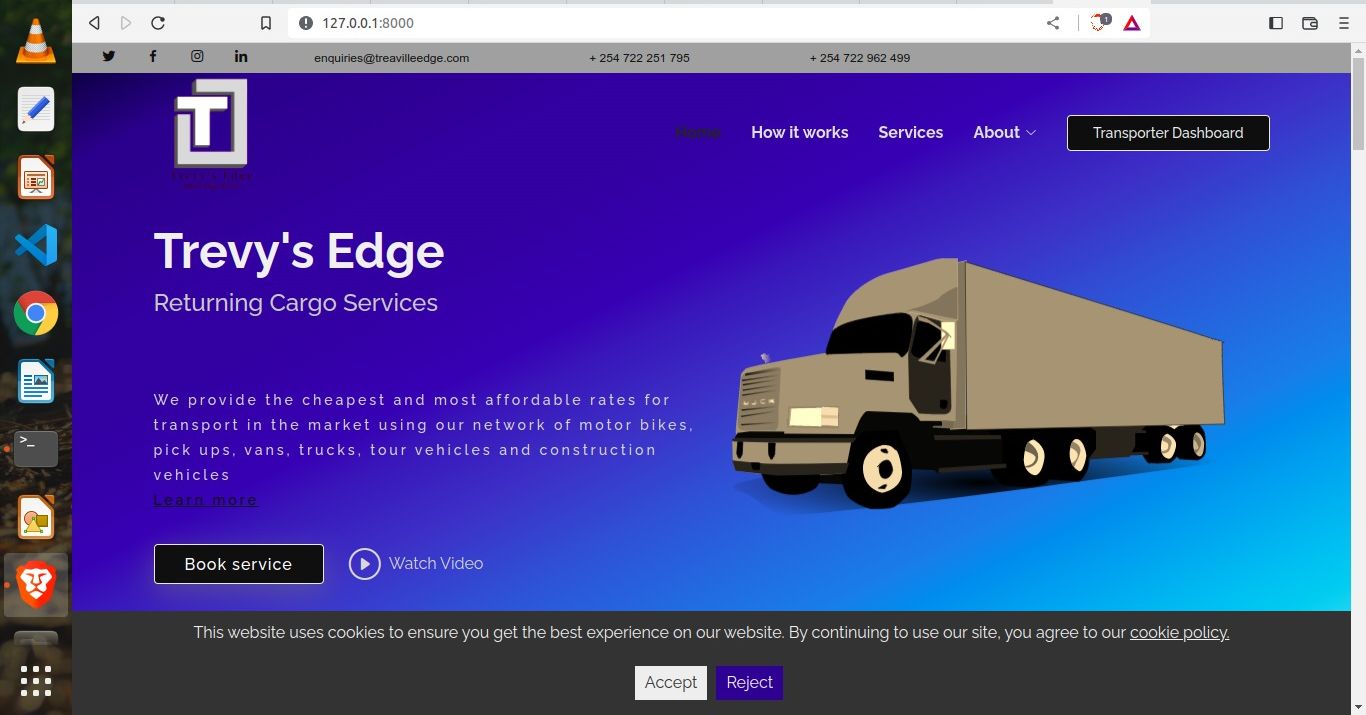 127.0.0.1:8000
1
enquiries@treavilleedge.com
+ 254 722 251 795
+ 254 722 962 499
T
Trevy's Edge
Home
How it works
Services
About
Transporter Dashboard
Trevy's Edge
Returning Cargo Services
We provide the cheapest and most affordable rates for
transport in the market using our network of motor bikes,
pick ups, vans, trucks, tour vehicles and construction
vehicles
Learn more
Book service
Watch Video
This website uses cookies to ensure you get the best experience on our website. By continuing to use our site, you agree to our cookie policy.
Accept
Reject